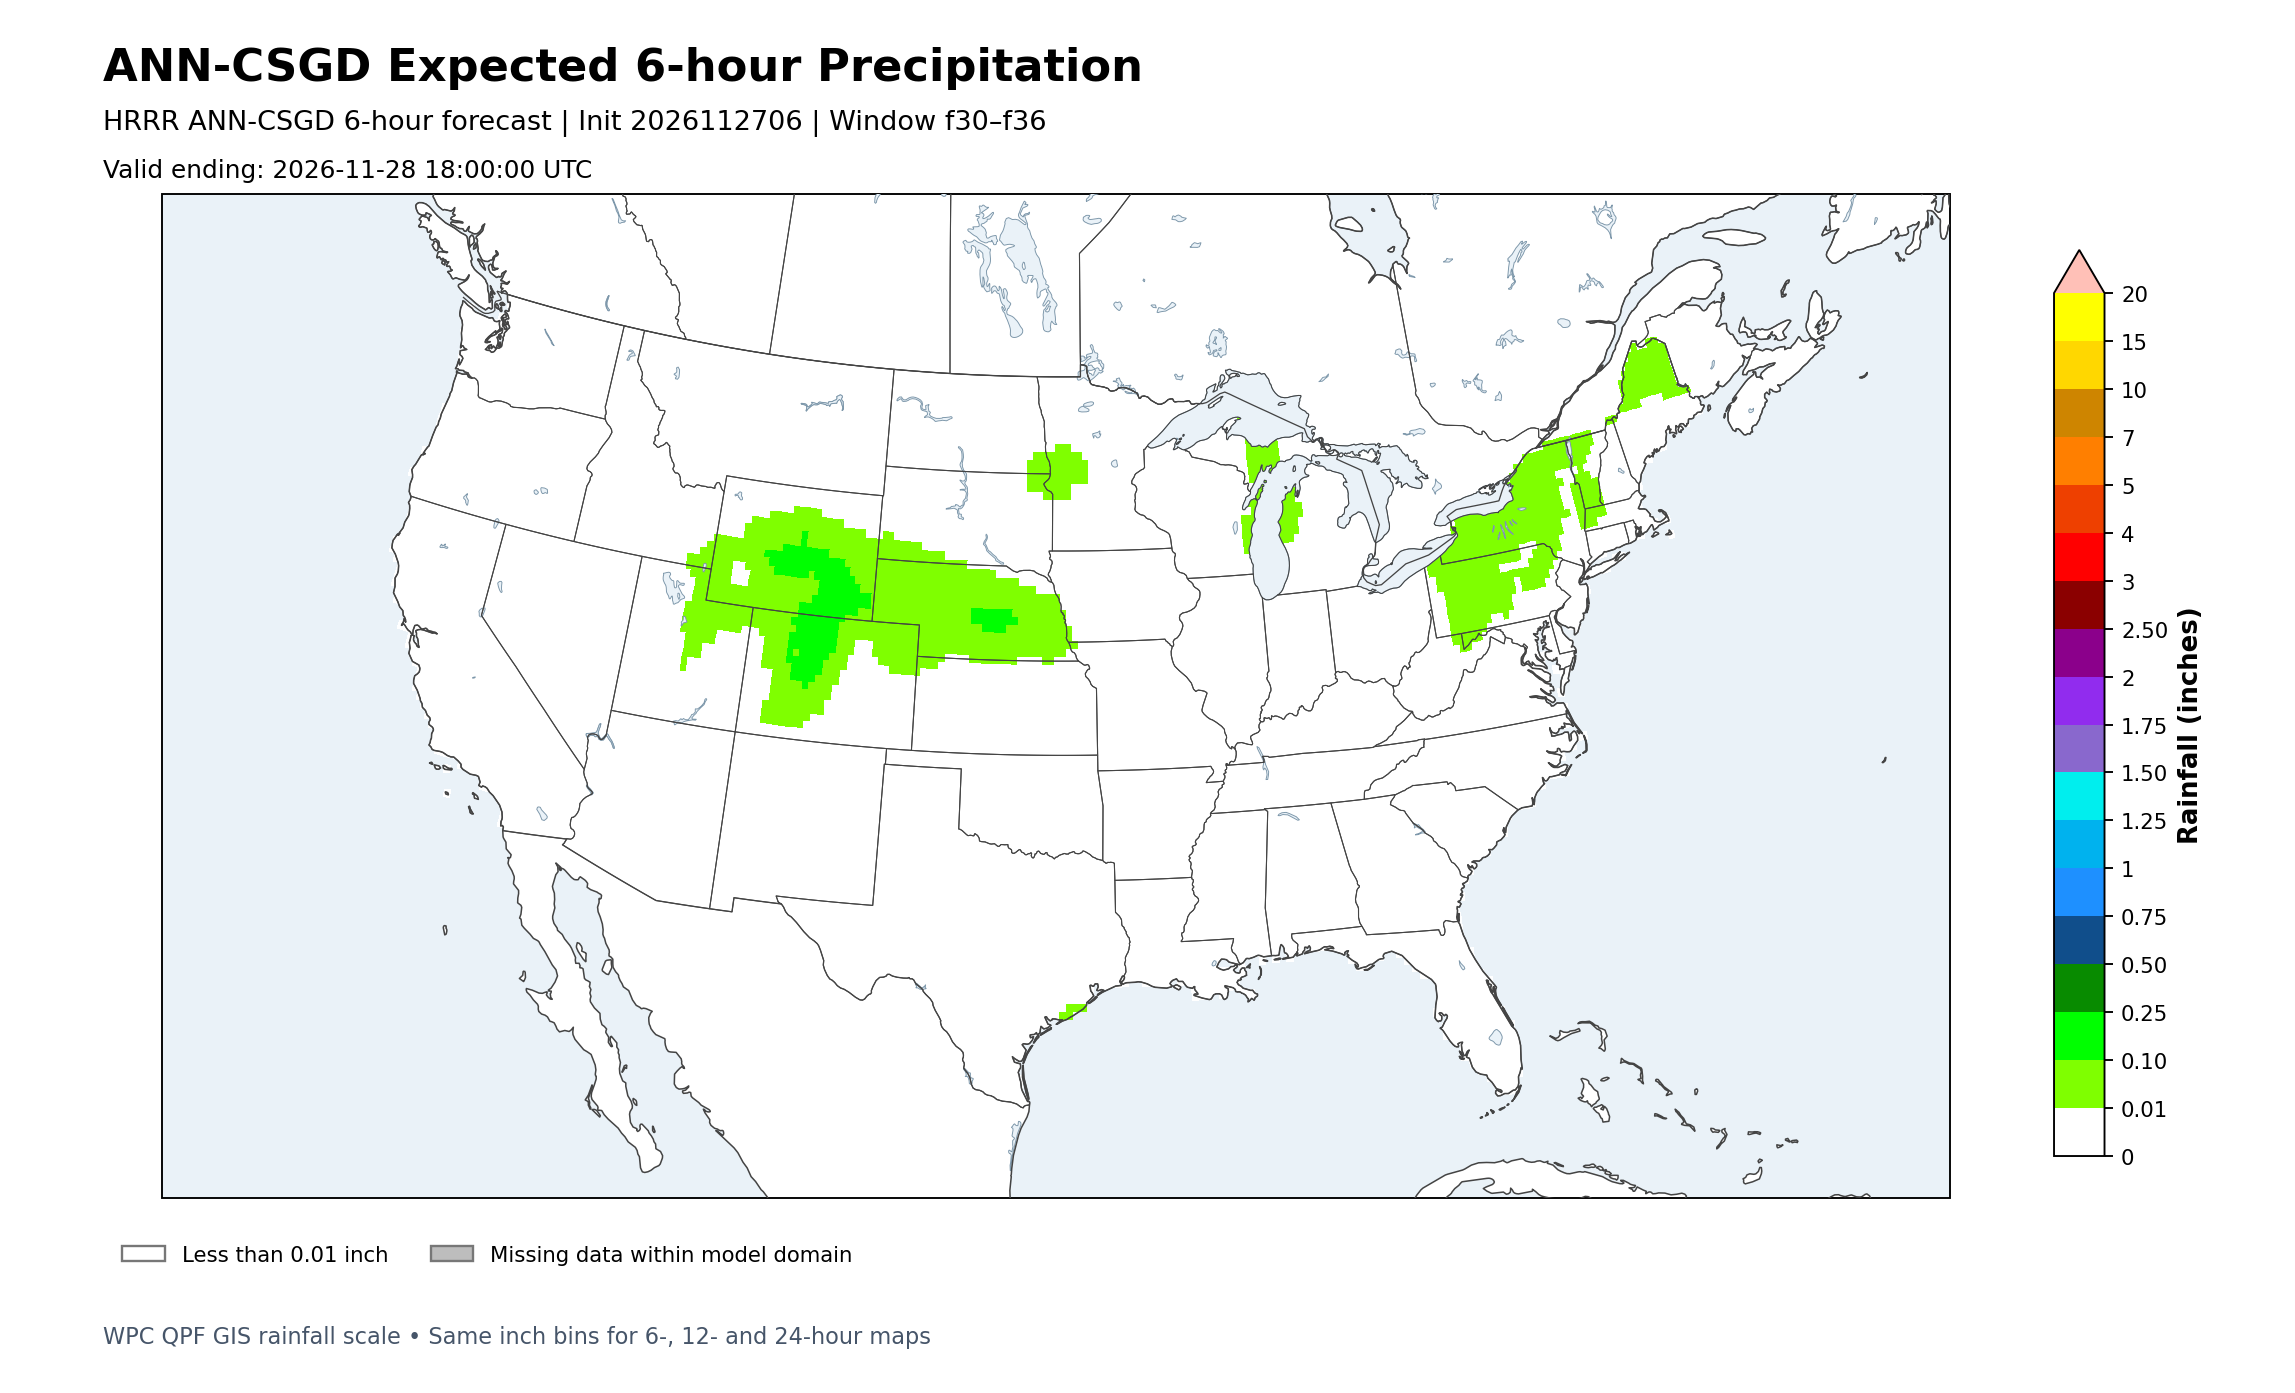 ANN-CSGD Expected 6-hour Precipitation
HRRR ANN-CSGD 6-hour forecast | Init 2026112706 | Window f30–f36
Valid ending: 2026-11-28 18:00:00 UTC
20
15
10
7
5
4
3
2.50
2
1.75
1.50
1.25
1
0.75
0.50
0.25
0.10
0.01
0
Rainfall (inches)
Less than 0.01 inch
Missing data within model domain
WPC QPF GIS rainfall scale • Same inch bins for 6-, 12- and 24-hour maps